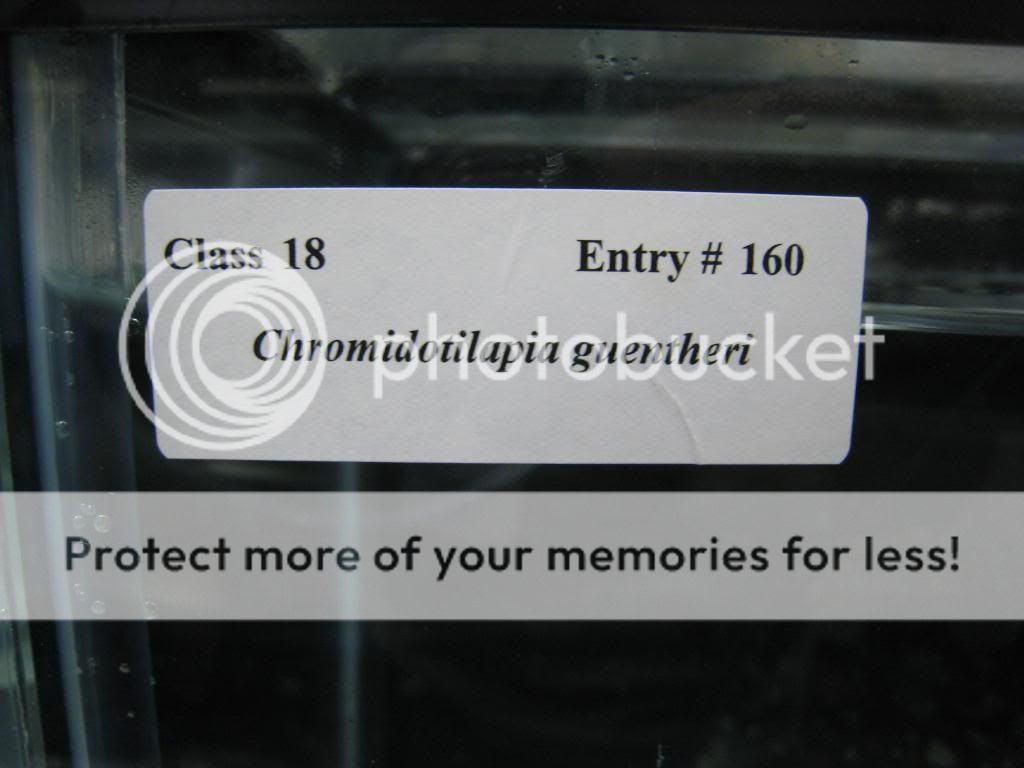 Class 18 Entry # 160
Chromidotilapia guentheri
photobucket
Protect more of your memories for less!